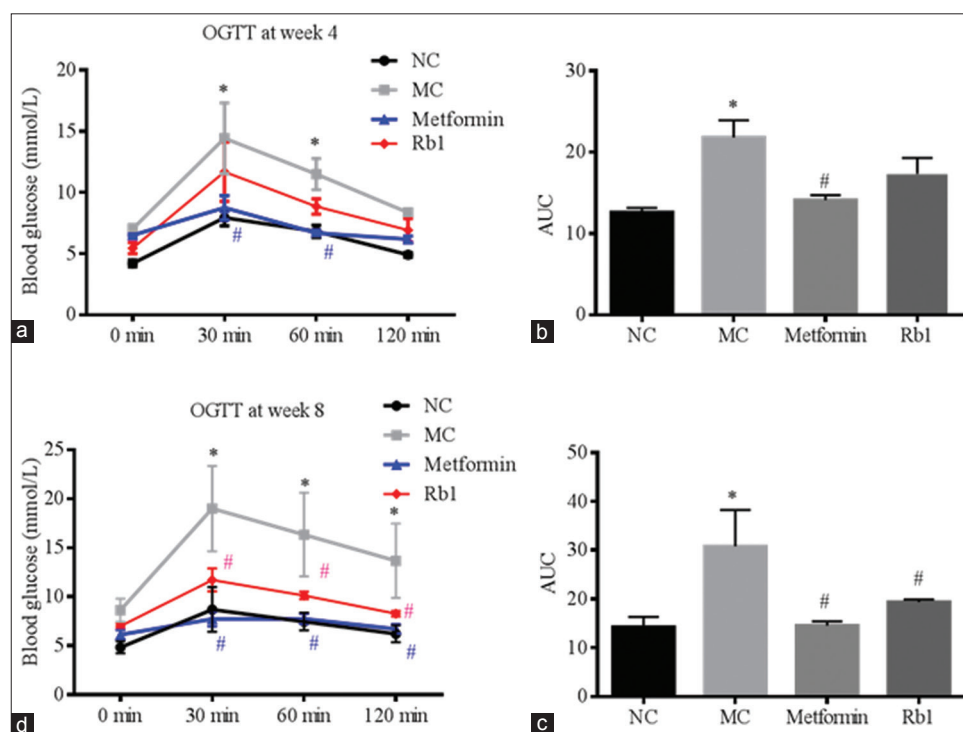 OGTT at week 4
NC
MC
Metformin
Rb1
Blood glucose (mmol/L)
20
15
10
5
0
* *
# #
0 min 30 min 60 min 120 min
a
AUC
30
20
10
0
*
#
NC MC Metformin Rb1
b
OGTT at week 8
NC
MC
Metformin
Rb1
Blood glucose (mmol/L)
25
20
15
10
5
0
* * *
# # #
# # #
0 min 30 min 60 min 120 min
d
AUC
50
40
30
20
10
0
*
# #
NC MC Metformin Rb1
c